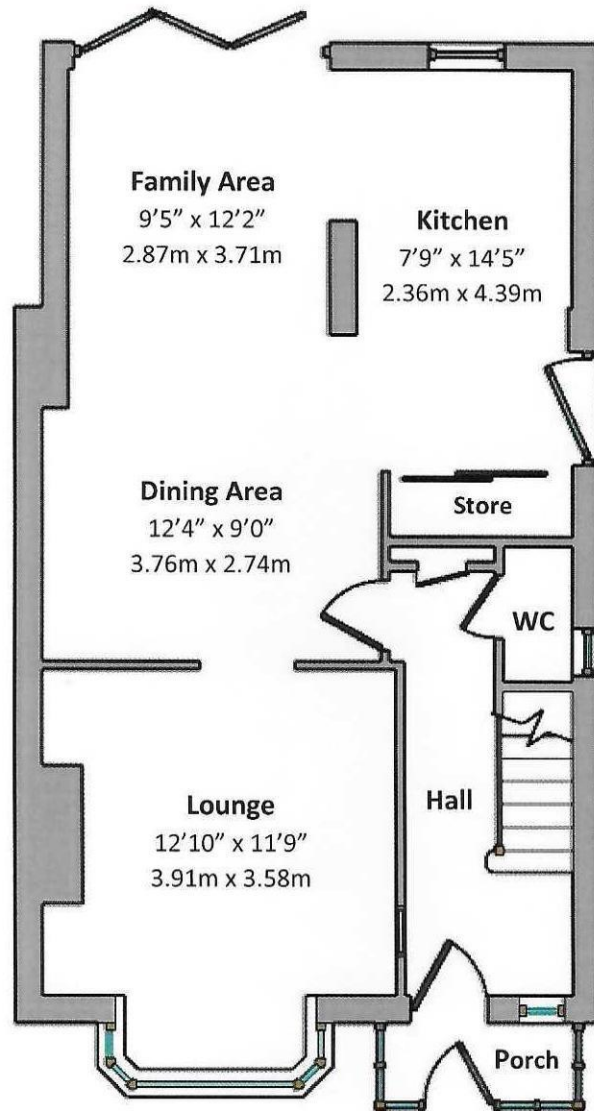 Family Area
9’5” x 12’2”
2.87m x 3.71m
Kitchen
7’9” x 14’5”
2.36m x 4.39m
Dining Area
12’4” x 9’0”
3.76m x 2.74m
Store
WC
Lounge
12’10” x 11’9”
3.91m x 3.58m
Hall
Porch